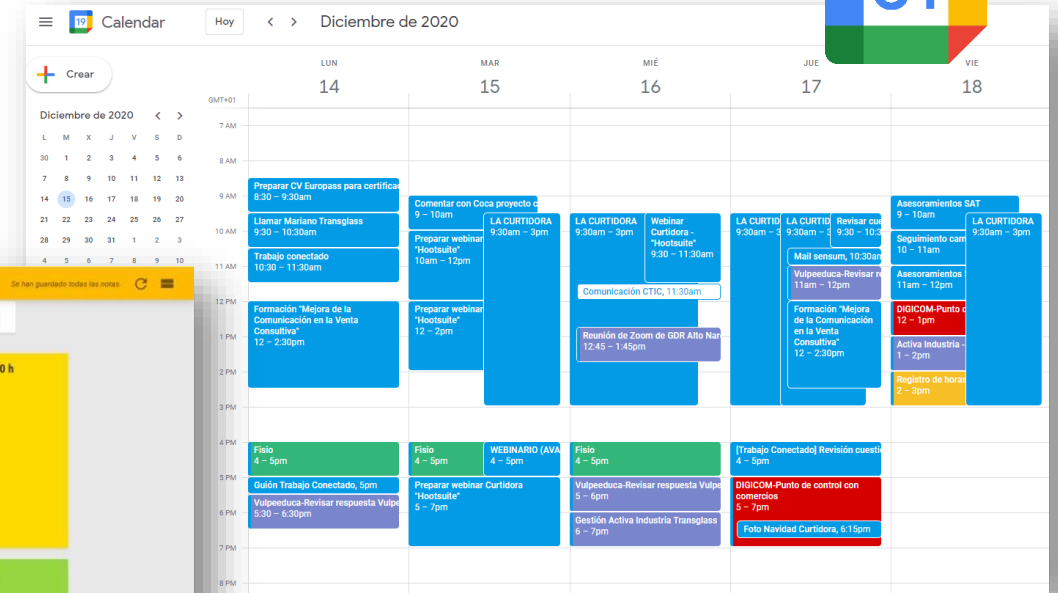 19
Calendar
Hoy
Diciembre de 2020
Crear
Diciembre de 2020
L M X J V S D
30 1 2 3 4 5 6
7 8 9 10 11 12 13
14 15 16 17 18 19 20
21 22 23 24 25 26 27
28 29 30 31 1 2 3
4 5 6 7 8 9 10
Se han guardado todas las notas.
0 h
GMT+01
7 AM
8 AM
9 AM
10 AM
11 AM
12 PM
1 PM
2 PM
3 PM
4 PM
5 PM
6 PM
7 PM
8 PM
LUN
14
Preparar CV Europass para certifica
8:30 – 9:30am
Llamar Mariano Transglass
9:30 – 10:30am
Trabajo conectado
10:30 – 11:30am
Formación "Mejora de la
Comunicación en la Venta
Consultiva"
12 – 2:30pm
Fisio
4 – 5pm
Guión Trabajo Conectado, 5pm
Vulpeeduca-Revisar respuesta Vulpe
5:30 – 6:30pm
MAR
15
Comentar con Coca proyecto c
9 – 10am
LA CURTIDORA
9:30am – 3pm
Preparar webinar
"Hootsuite"
10am – 12pm
Preparar webinar
"Hootsuite"
12 – 2pm
Fisio
4 – 5pm
WEBINARIO (AVA
4 – 5pm
Preparar webinar Curtidora
"Hootsuite"
5 – 7pm
MIÉ
16
LA CURTIDORA
9:30am – 3pm
Webinar
Curtidora -
"Hootsuite"
9:30 – 11:30am
Comunicación CTIC, 11:30am
Reunión de Zoom de GDR Alto Nar
12:45 – 1:45pm
Fisio
4 – 5pm
Vulpeeduca-Revisar respuesta Vulpe
5 – 6pm
Gestión Activa Industria Transglass
6 – 7pm
JUE
17
LA CURTID
9:30am – 3
LA CURTID
9:30am – 3
Revisar cue
9:30 – 10:3
Mail sensum, 10:30an
Vulpeeduca-Revisar re
11am – 12pm
Formación "Mejora
de la Comunicación
en la Venta
Consultiva"
12 – 2:30pm
[Trabajo Conectado] Revisión cuesti
4 – 5pm
DIGICOM-Punto de control con
comercios
5 – 7pm
Foto Navidad Curtidora, 6:15pm
VIE
18
Asesoramientos SAT
9 – 10am
LA CURTIDORA
9:30am – 3pm
Seguimiento cam
10 – 11am
Asesoramientos
11am – 12pm
DIGICOM-Punto c
12 – 1pm
Activa Industria -
1 – 2pm
Registro de horas
2 – 3pm